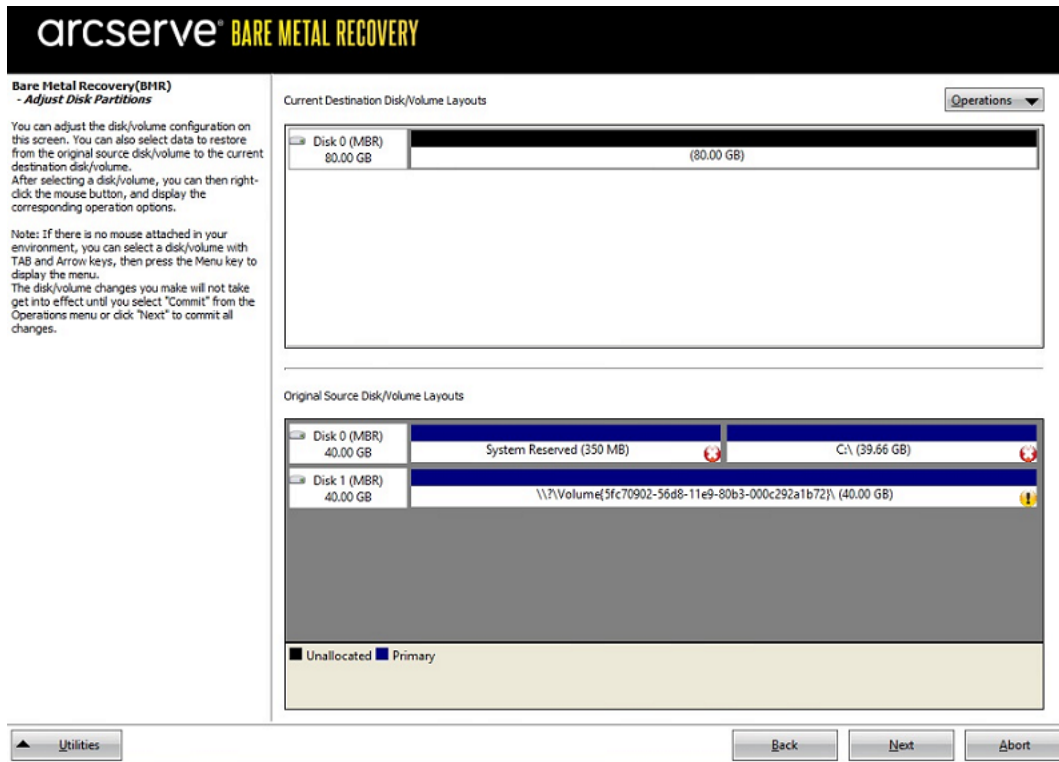 arcserve® BARE METAL RECOVERY
Bare Metal Recovery(BMR)
- Adjust Disk Partitions
You can adjust the disk/volume configuration on
this screen. You can also select data to restore
from the original source disk/volume to the current
destination disk/volume.
After selecting a disk/volume, you can then right-
click the mouse button, and display the
corresponding operation options.
Note: If there is no mouse attached in your
environment, you can select a disk/volume with
TAB and Arrow keys, then press the Menu key to
display the menu.
The disk/volume changes you make will not take
get into effect until you select "Commit" from the
Operations menu or click "Next" to commit all
changes.
Current Destination Disk/Volume Layouts
Operations
Disk 0 (MBR)
80.00 GB
(80.00 GB)
Original Source Disk/Volume Layouts
Disk 0 (MBR)
40.00 GB
System Reserved (350 MB)
C:\ (39.66 GB)
Disk 1 (MBR)
40.00 GB
\\?\Volume{5fc70902-56d8-11e9-80b3-000c292a1b72}\ (40.00 GB)
Unallocated Primary
Utilities
Back
Next
Abort